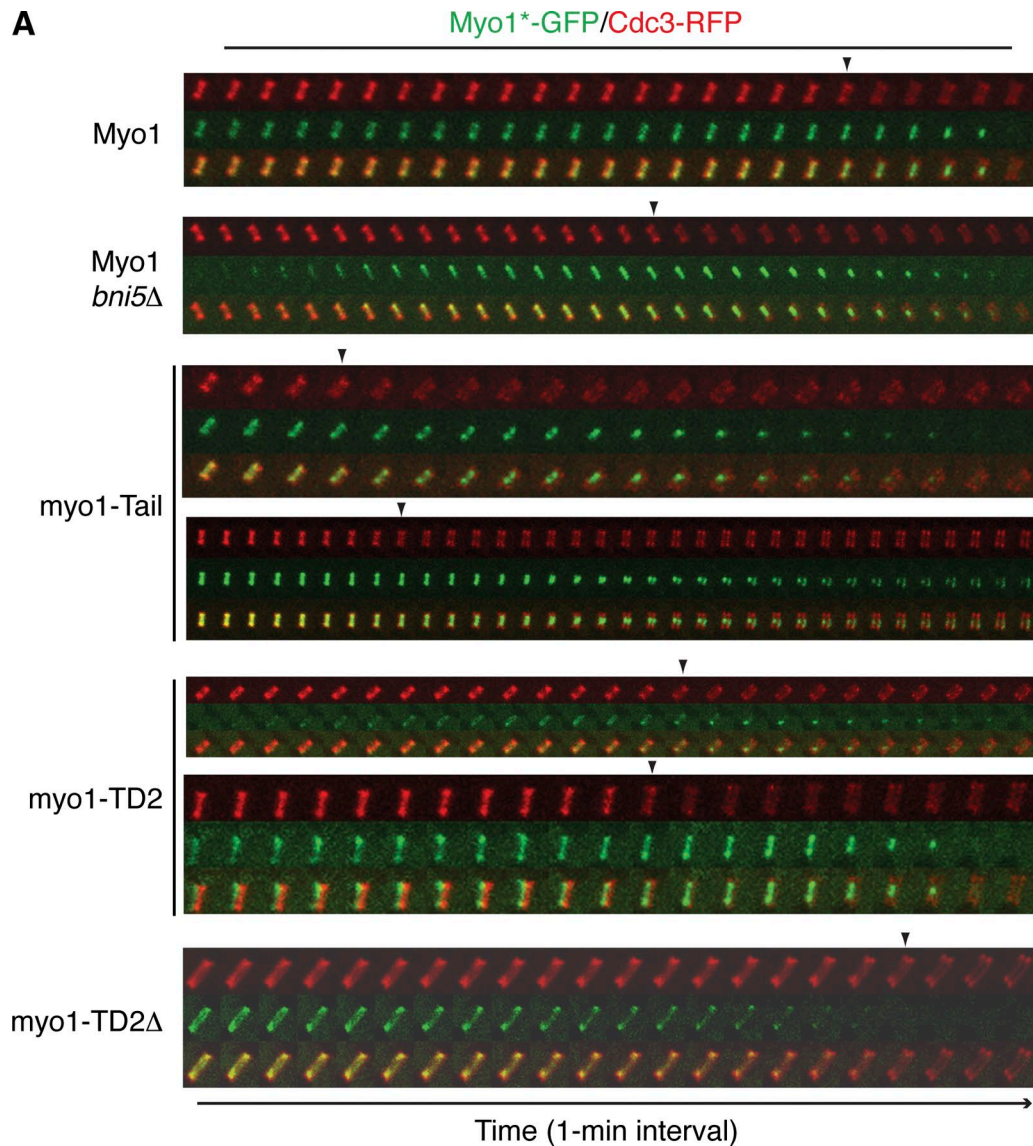 A
Myo1*-GFP/Cdc3-RFP
Myo1
Myo1
bni5Δ
myo1-Tail
myo1-TD2
myo1-TD2Δ
Time (1-min interval)